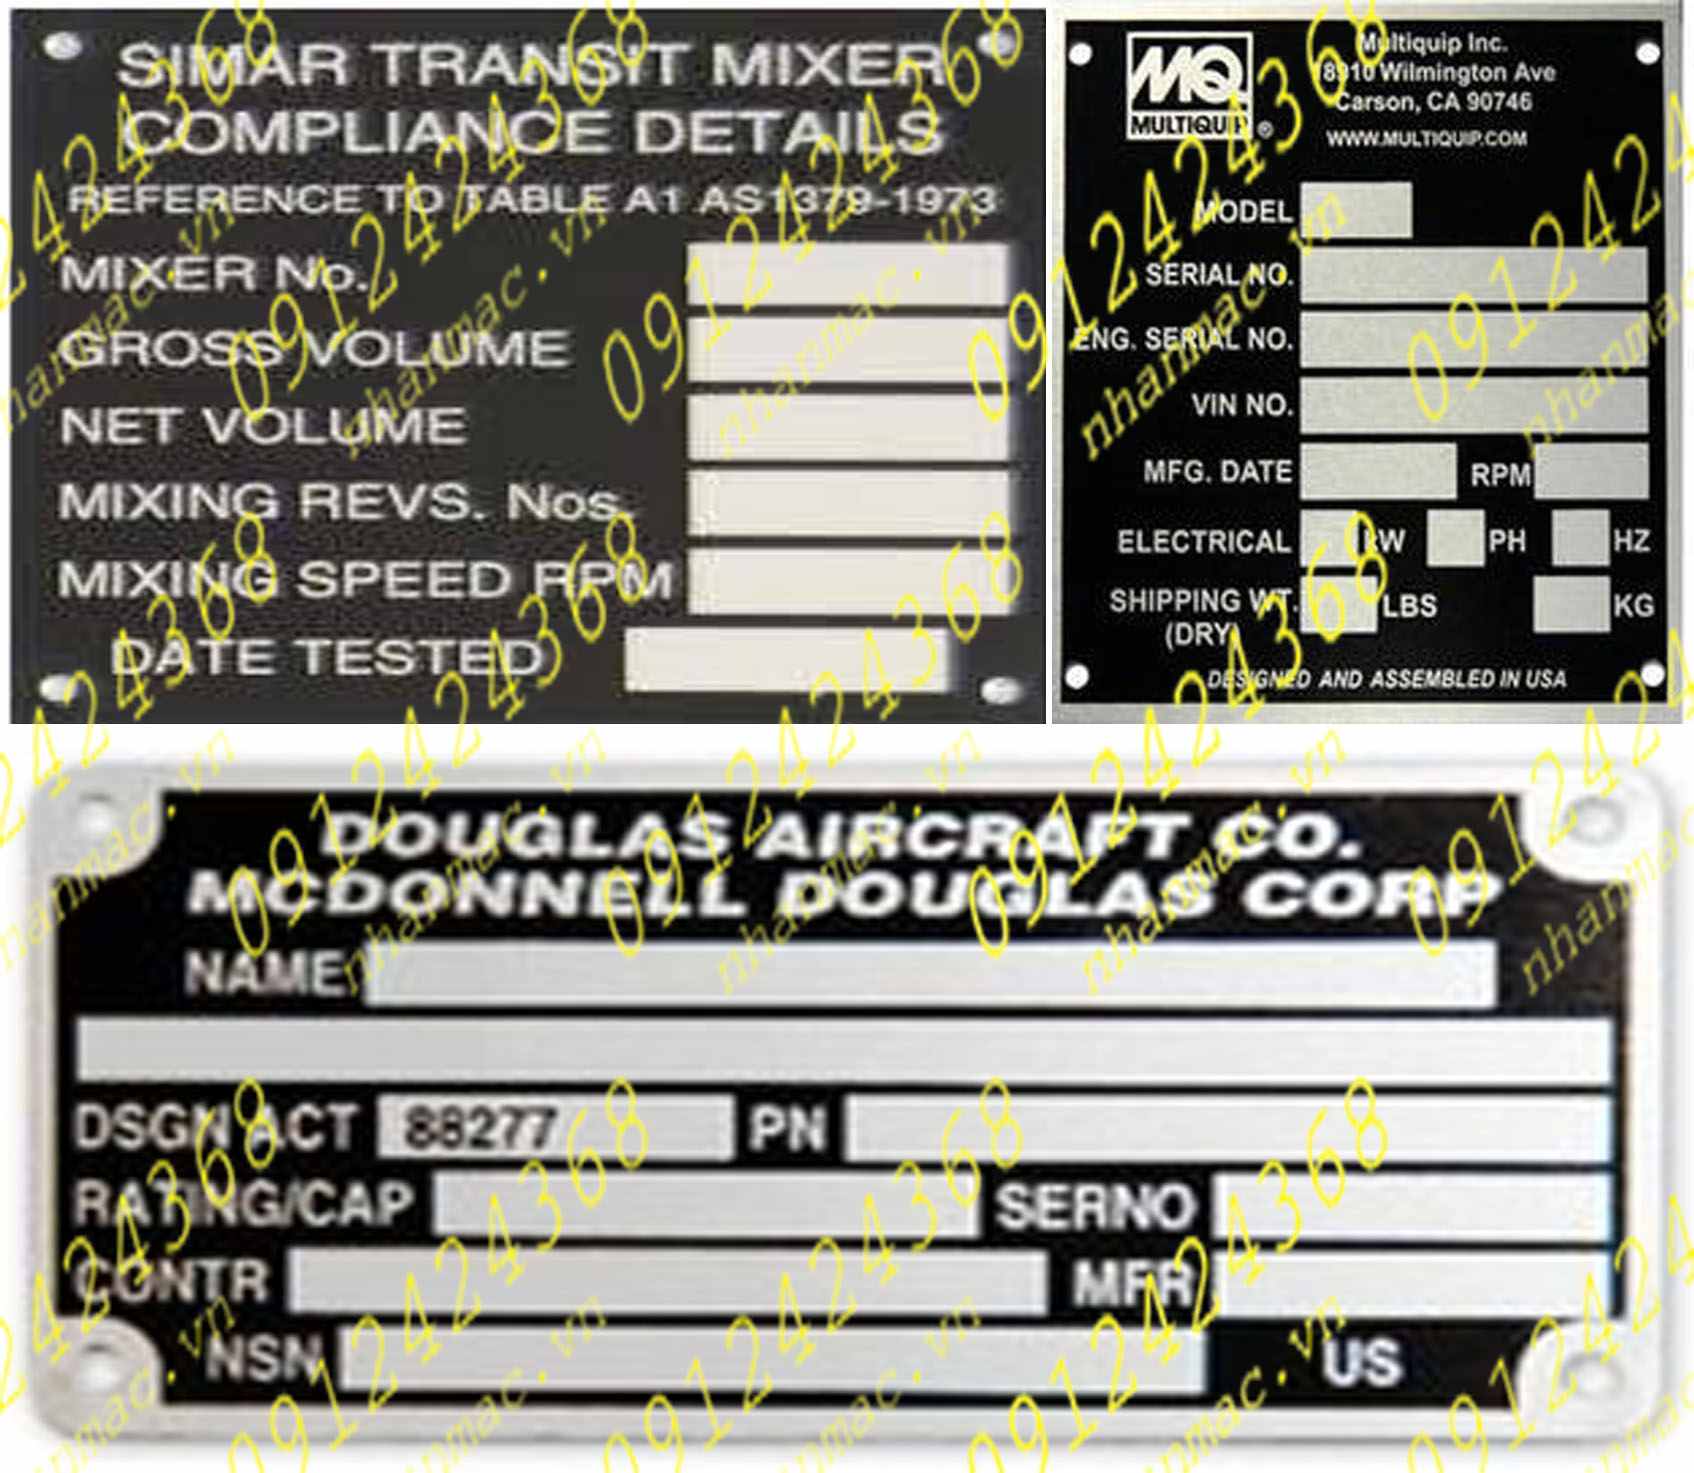 SIMAR TRANSIT MIXER
COMPLIANCE DETAILS
REFERENCE TO TABLE A1 AS1379-1973
MIXER No.
GROSS VOLUME
NET VOLUME
MIXING REVS. Nos.
MIXING SPEED RPM
DATE TESTED
MQ
MULTIQUIP ®
Multiquip Inc.
18910 Wilmington Ave
Carson, CA 90746
WWW.MULTIQUIP.COM
MODEL
SERIAL NO.
ENG. SERIAL NO.
VIN NO.
MFG. DATE RPM
ELECTRICAL KW PH HZ
SHIPPING WT. LBS KG
(DRY)
DESIGNED AND ASSEMBLED IN USA
DOUGLAS AIRCRAFT CO.
MCDONNELL DOUGLAS CORP
NAME
DSGN ACT 88277 PN
RATING/CAP SERNO
CONTR MFR
NSN US
0912424368
nhanmac.vn